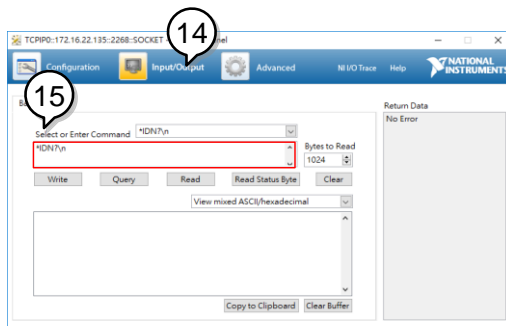 TCPIP0::172.16.22.135::2268::SOCKET -
14
Configuration
Input/Output
Advanced
NI I/O Trace
Help
NATIONAL
INSTRUMENTS
15
Return Data
No Error
Select or Enter Command
*IDN?\n
*IDN?\n
Bytes to Read
1024
Write
Query
Read
Read Status Byte
Clear
View mixed ASCII/hexadecimal
Copy to Clipboard
Clear Buffer